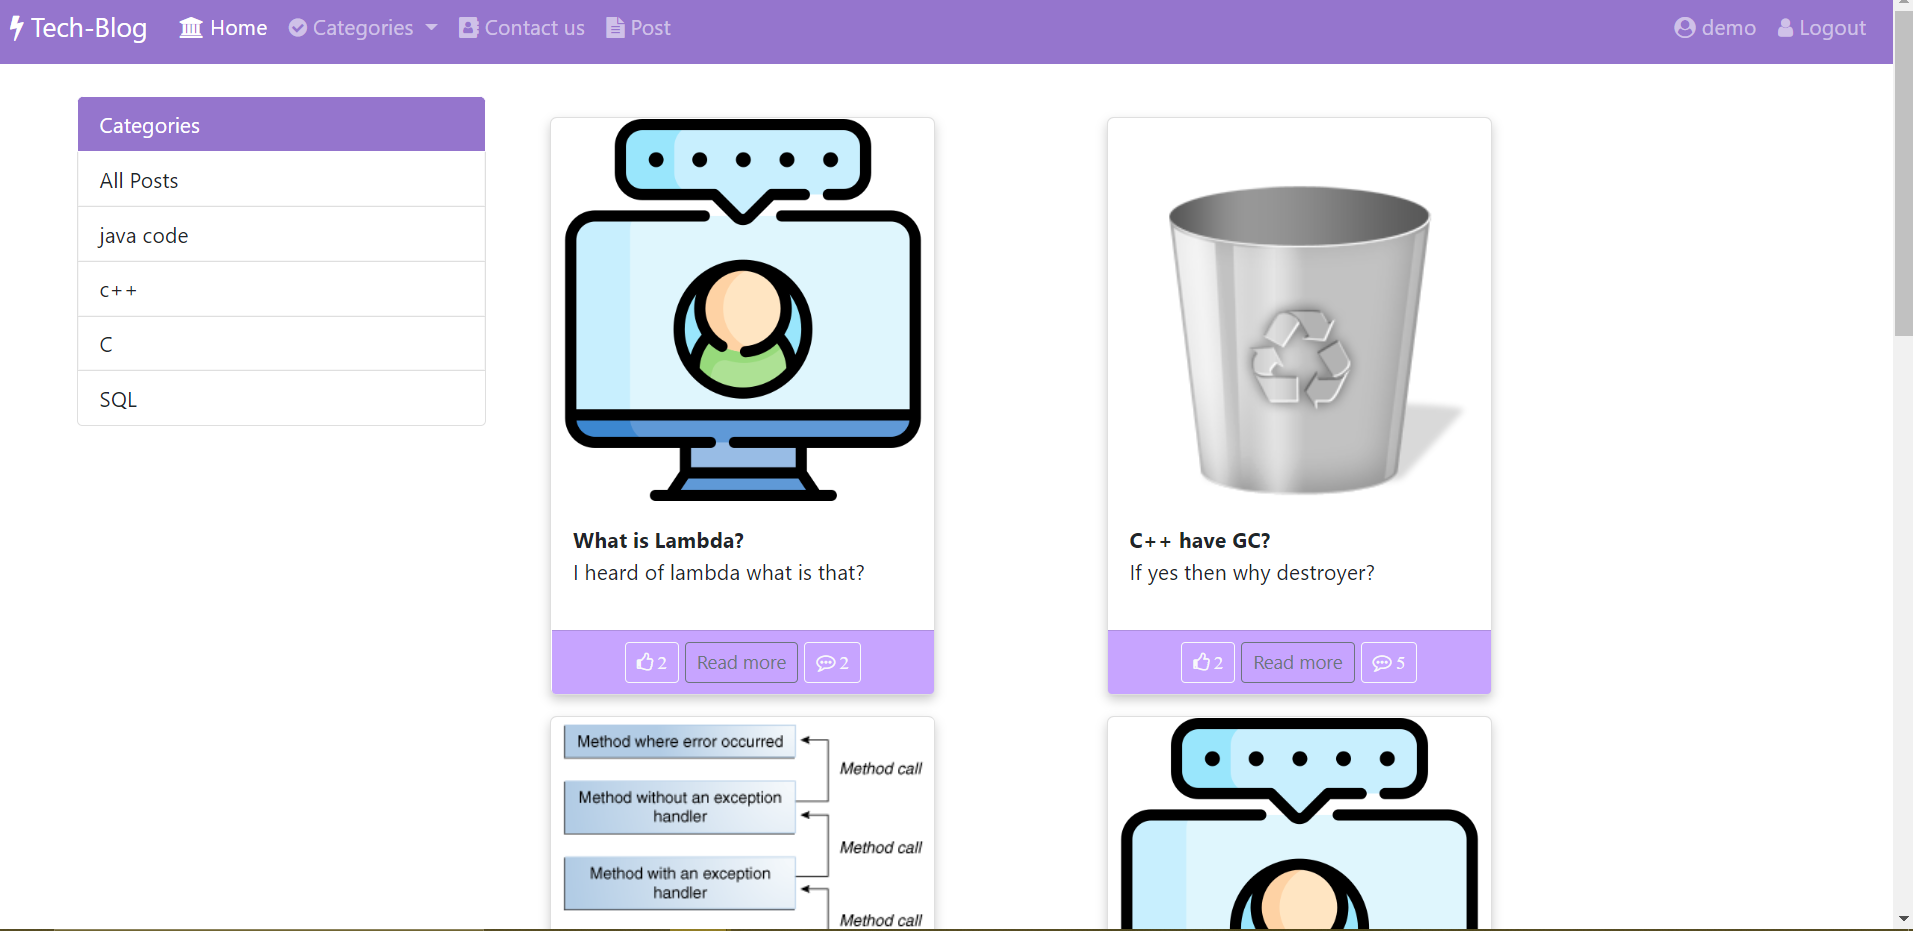 Tech-Blog Home Categories Contact us Post demo Logout
Categories
All Posts
java code
c++
C
SQL
What is Lambda?
I heard of lambda what is that?
2 Read more 2
C++ have GC?
If yes then why destroyer?
2 Read more 5
Method where error occurred
Method call
Method without an exception
handler
Method call
Method with an exception
handler
Method call